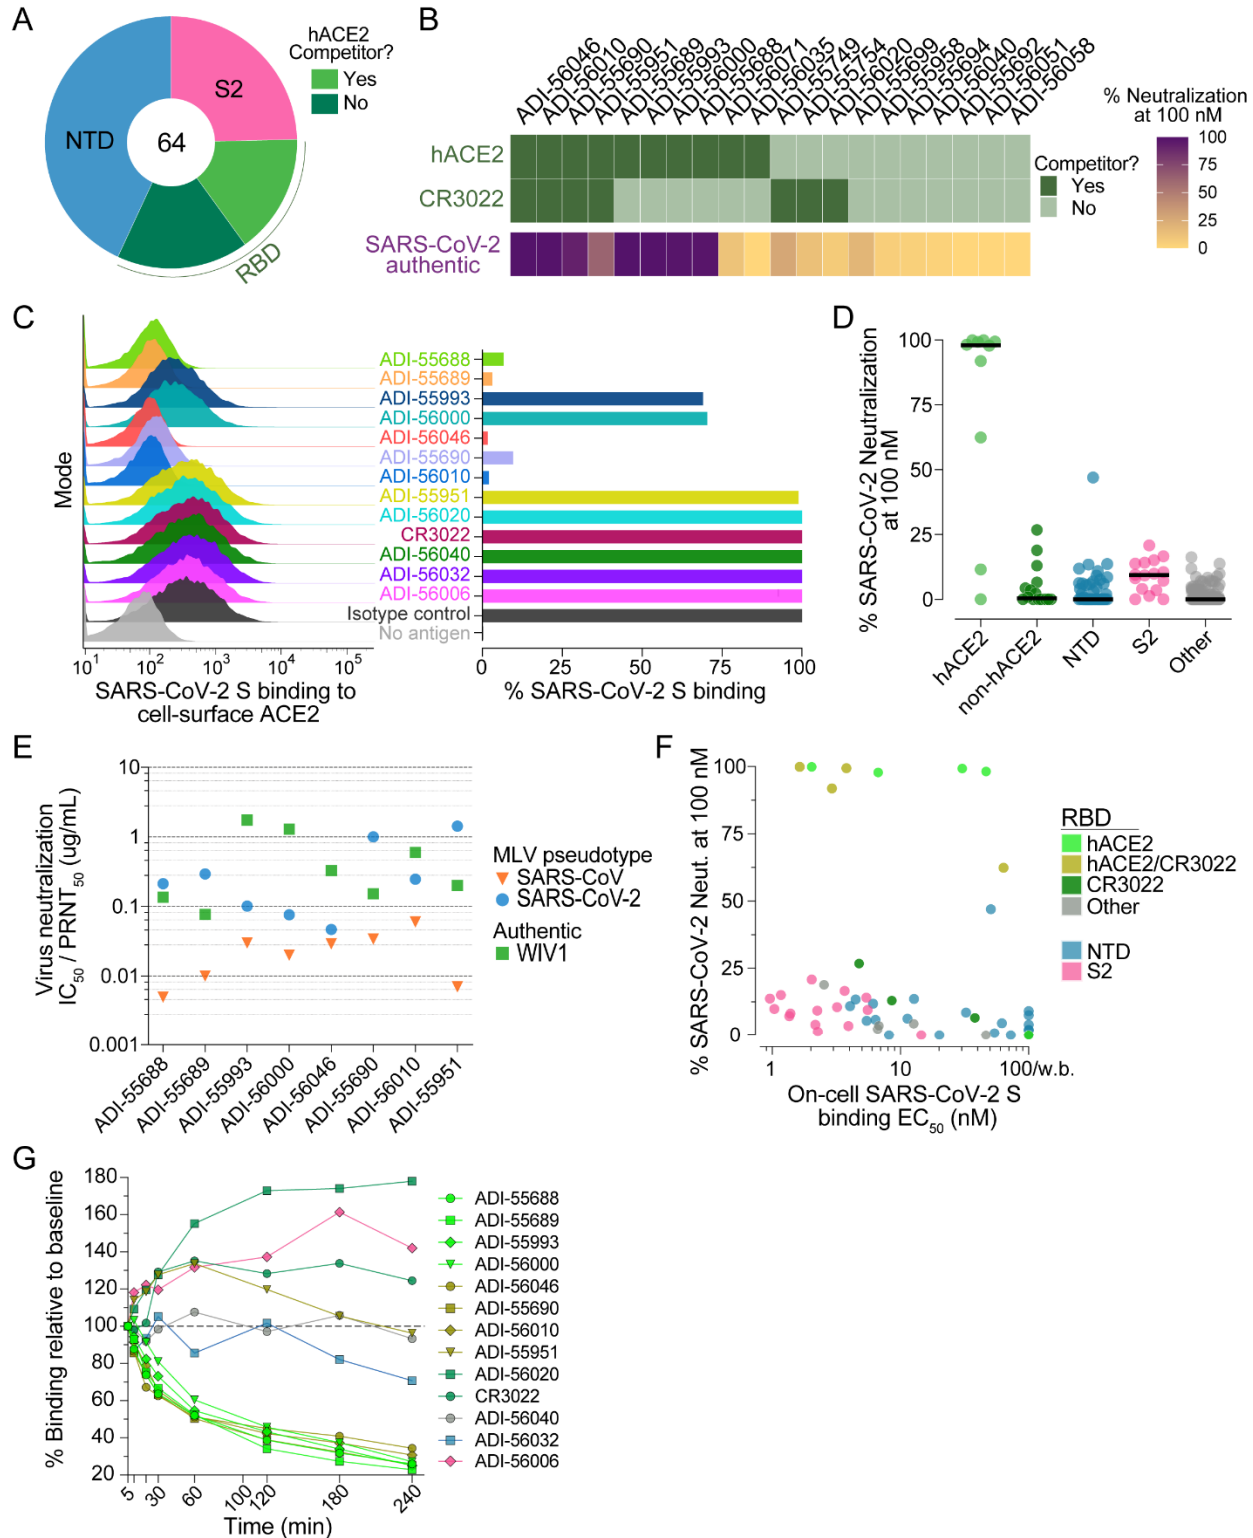 A
hACE2
Competitor?
Yes
No
S2
NTD
64
RBD
B
ADI-56046
ADI-56010
ADI-55690
ADI-55951
ADI-55689
ADI-55993
ADI-56000
ADI-55688
ADI-56071
ADI-56035
ADI-55749
ADI-55754
ADI-56020
ADI-55699
ADI-55958
ADI-55694
ADI-56040
ADI-55692
ADI-56051
ADI-56058
hACE2
CR3022
SARS-CoV-2
authentic
% Neutralization
at 100 nM
100
75
50
25
0
Competitor?
Yes
No
C
Mode
ADI-55688
ADI-55689
ADI-55993
ADI-56000
ADI-56046
ADI-55690
ADI-56010
ADI-55951
ADI-56020
CR3022
ADI-56040
ADI-56032
ADI-56006
Isotype control
No antigen
10¹ 10² 10³ 10⁴ 10⁵
SARS-CoV-2 S binding to
cell-surface ACE2
0 25 50 75 100
% SARS-CoV-2 S binding
D
% SARS-CoV-2 Neutralization
at 100 nM
100
75
50
25
0
hACE2
non-hACE2
NTD
S2
Other
E
Virus neutralization
IC₅₀ / PRNT₅₀ (ug/mL)
10
1
0.1
0.01
0.001
ADI-55688
ADI-55689
ADI-55993
ADI-56000
ADI-56046
ADI-55690
ADI-56010
ADI-55951
MLV pseudotype
SARS-CoV
SARS-CoV-2
Authentic
WIV1
F
% SARS-CoV-2 Neut. at 100 nM
100
75
50
25
0
1 10 100/w.b.
On-cell SARS-CoV-2 S
binding EC₅₀ (nM)
RBD
hACE2
hACE2/CR3022
CR3022
Other
NTD
S2
G
% Binding relative to baseline
180
160
140
120
100
80
60
40
20
5 30 60 100 120 180 240
Time (min)
ADI-55688
ADI-55689
ADI-55993
ADI-56000
ADI-56046
ADI-55690
ADI-56010
ADI-55951
ADI-56020
CR3022
ADI-56040
ADI-56032
ADI-56006